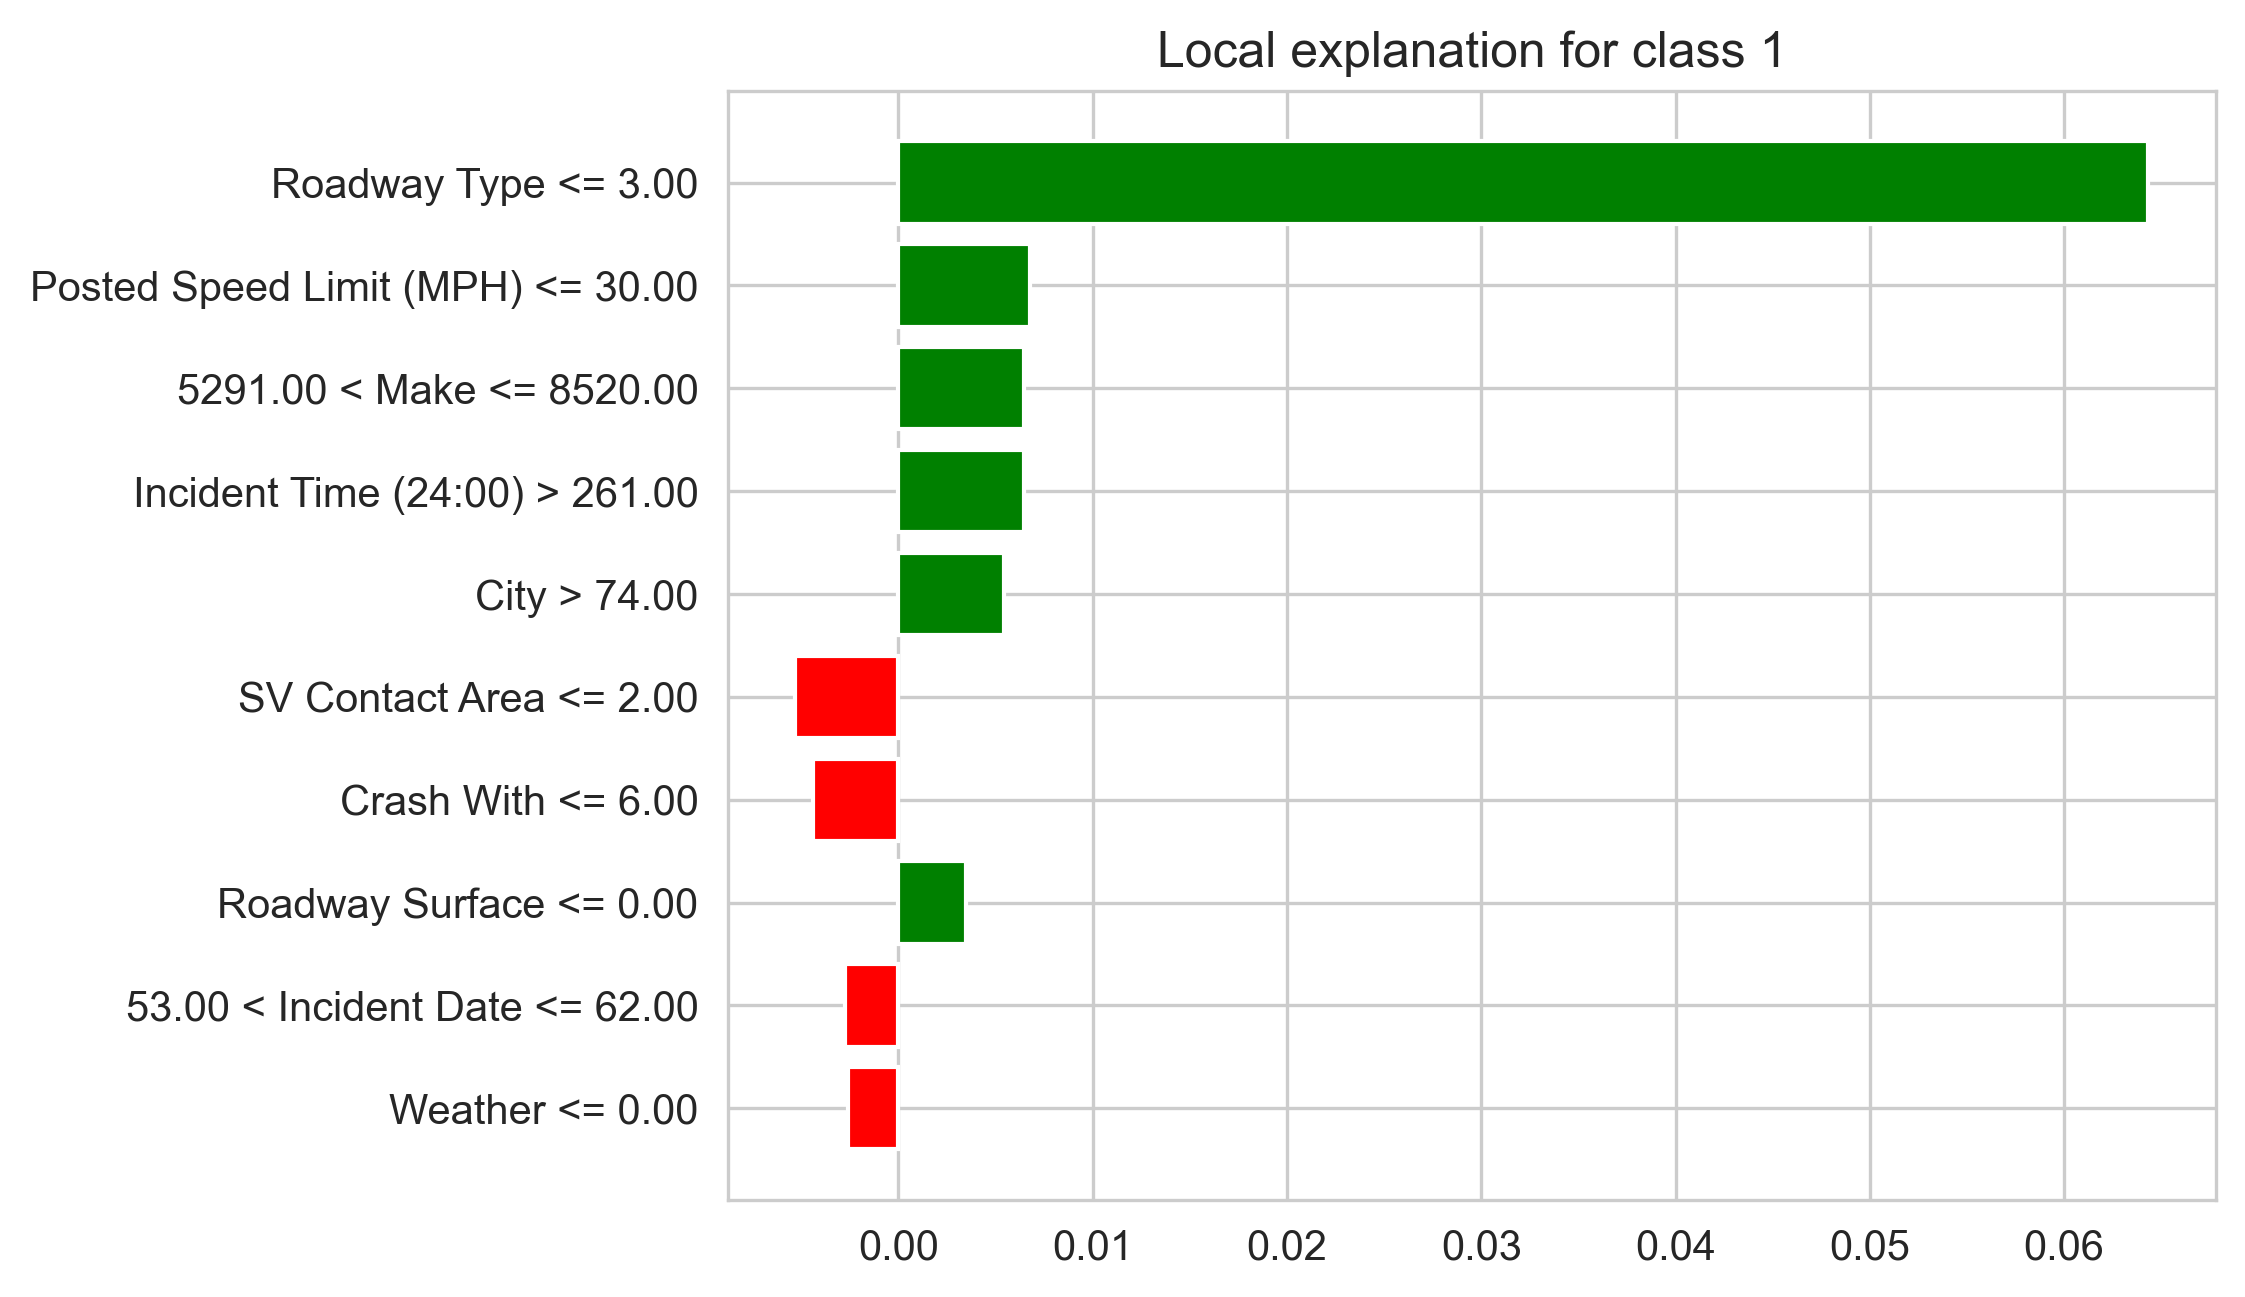 Local explanation for class 1
Roadway Type <= 3.00
Posted Speed Limit (MPH) <= 30.00
5291.00 < Make <= 8520.00
Incident Time (24:00) > 261.00
City > 74.00
SV Contact Area <= 2.00
Crash With <= 6.00
Roadway Surface <= 0.00
53.00 < Incident Date <= 62.00
Weather <= 0.00
0.00 0.01 0.02 0.03 0.04 0.05 0.06